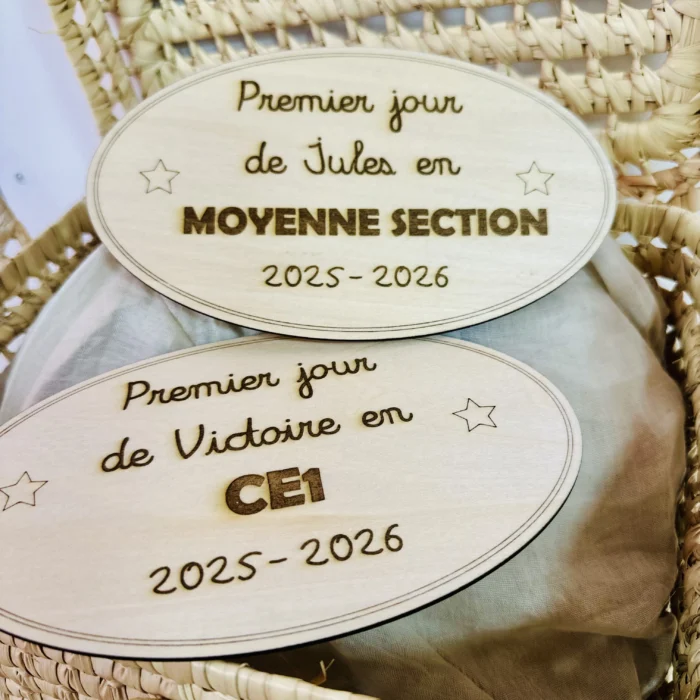 Premier jour
de Jules en
MOYENNE SECTION
2025-2026
Premier jour
de Victoire en
CE1
2025-2026